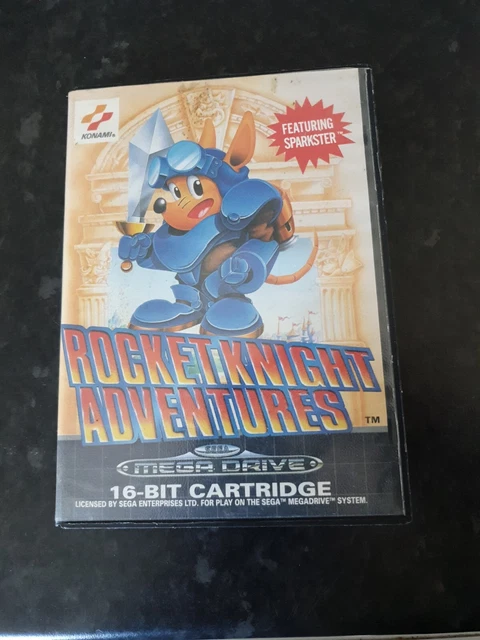 KONAMI®
FEATURING
SPARKSTER™
ROCKET KNIGHT
ADVENTURES
TM
SEGA
MEGA DRIVE
16-BIT CARTRIDGE
LICENSED BY SEGA ENTERPRISES LTD. FOR PLAY ON THE SEGA™ MEGADRIVE™ SYSTEM.